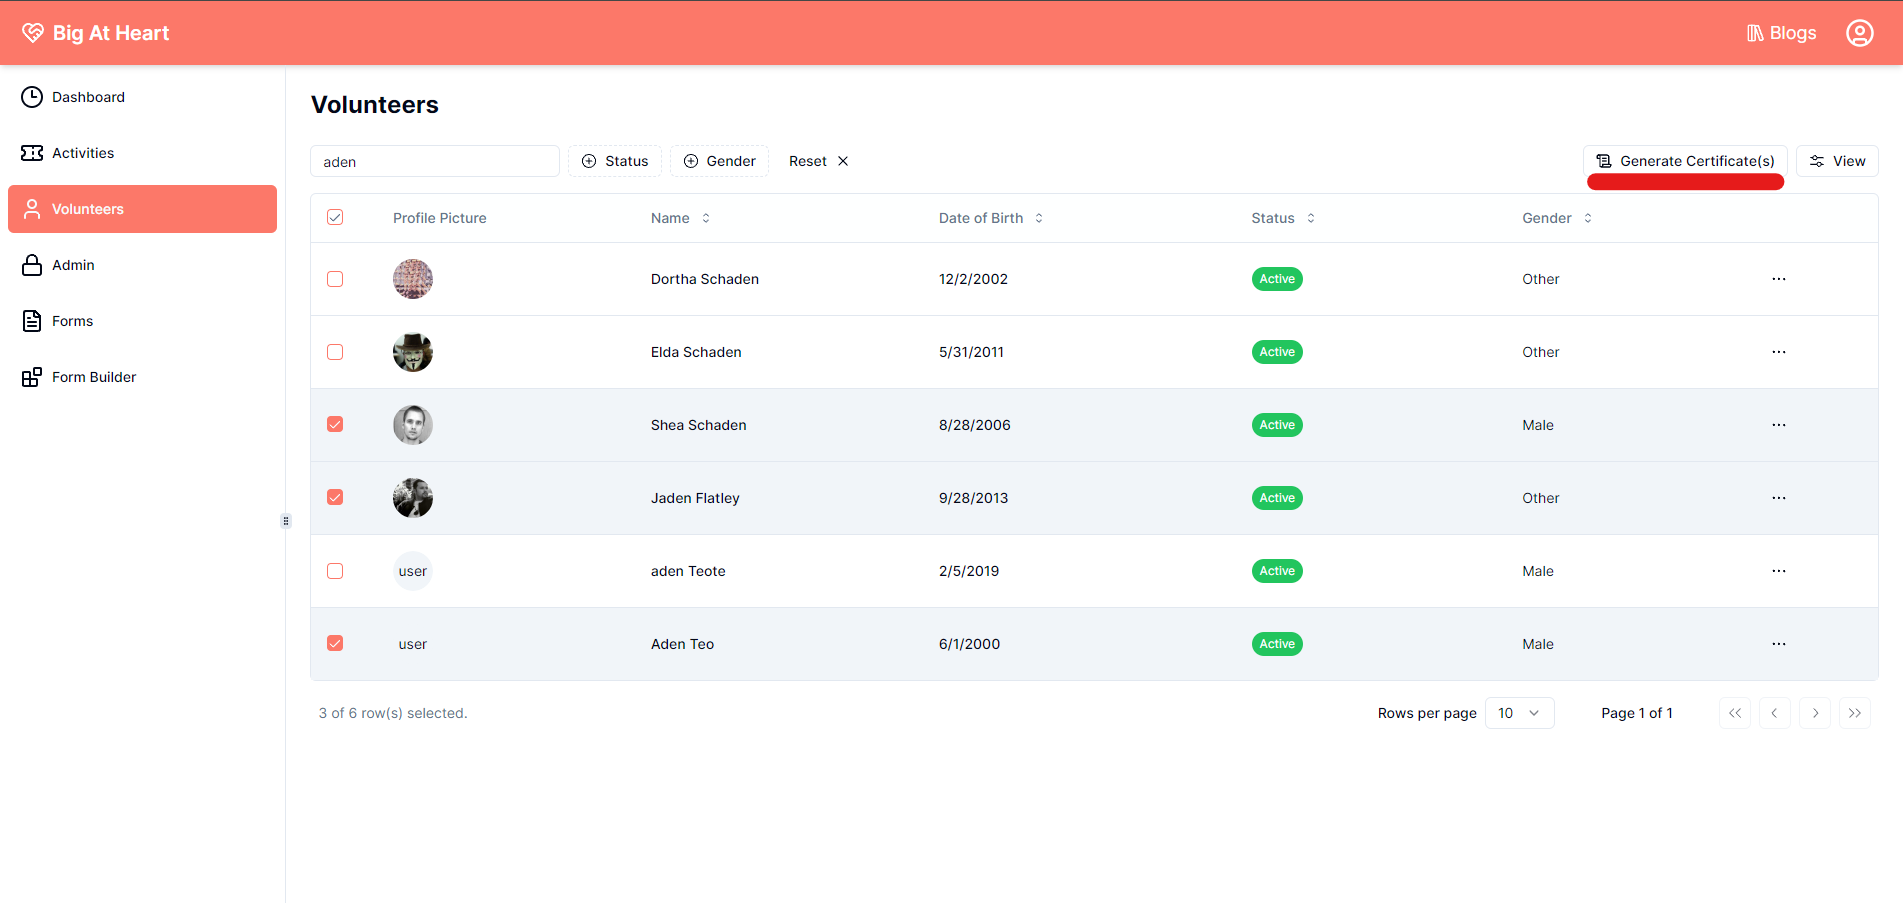 Big At Heart
Blogs
Dashboard
Activities
Volunteers
Admin
Forms
Form Builder
Volunteers
aden
Status
Gender
Reset
Generate Certificate(s)
View
Profile Picture Name Date of Birth Status Gender
Dortha Schaden 12/2/2002 Active Other ...
Elda Schaden 5/31/2011 Active Other ...
Shea Schaden 8/28/2006 Active Male ...
Jaden Flatley 9/28/2013 Active Other ...
user aden Teote 2/5/2019 Active Male ...
user Aden Teo 6/1/2000 Active Male ...
3 of 6 row(s) selected.
Rows per page 10
Page 1 of 1